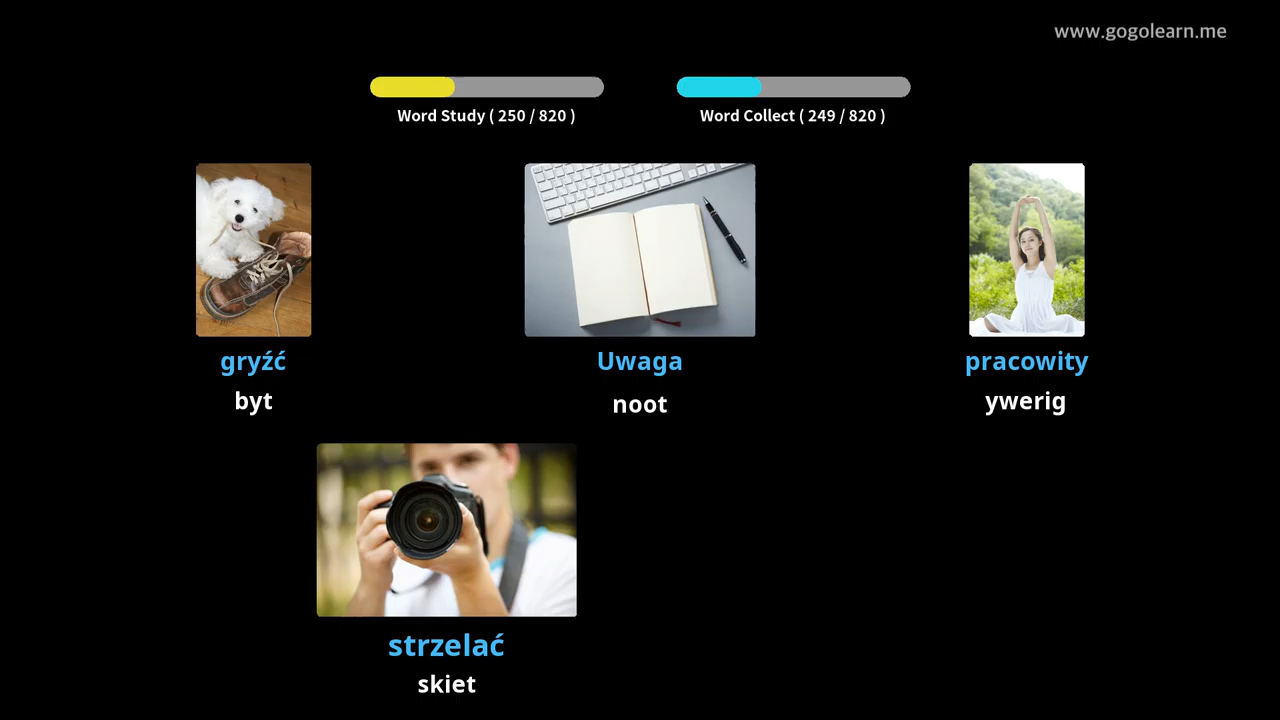 www.gogolearn.me
Word Study ( 250 / 820 )
Word Collect ( 249 / 820 )
gryźć
byt
Uwaga
noot
pracowity
ywerig
strzelać
skiet